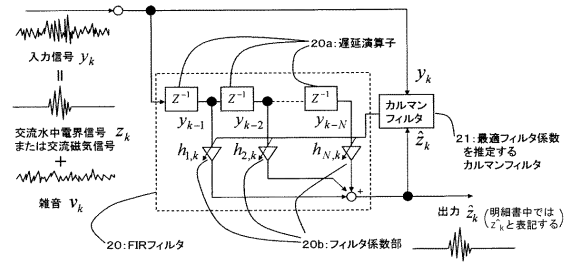 入力信号 yk
||
交流水中電界信号
または交流磁気信号 zk
+
雑音 vk
20a:遅延演算子
Z⁻¹
Z⁻¹
Z⁻¹
yk−1
yk−2
yk−N
h1,k
h2,k
hN,k
+
yk
カルマン
フィルタ
ẑk
21:最適フィルタ係数
を推定する
カルマンフィルタ
20:FIRフィルタ
20b:フィルタ係数部
出力 ẑk (明細書中では
z^kと表記する)